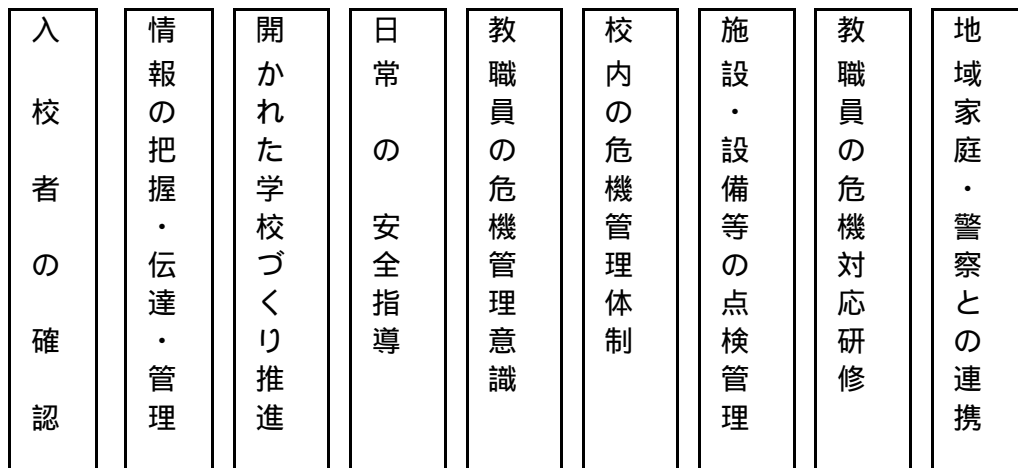 地域家庭・警察との連携
教職員の危機対応研修
施設・設備等の点検管理
校内の危機管理体制
教職員の危機管理意識
日常の安全指導
開かれた学校づくり推進
情報の把握・伝達・管理
入校者の確認